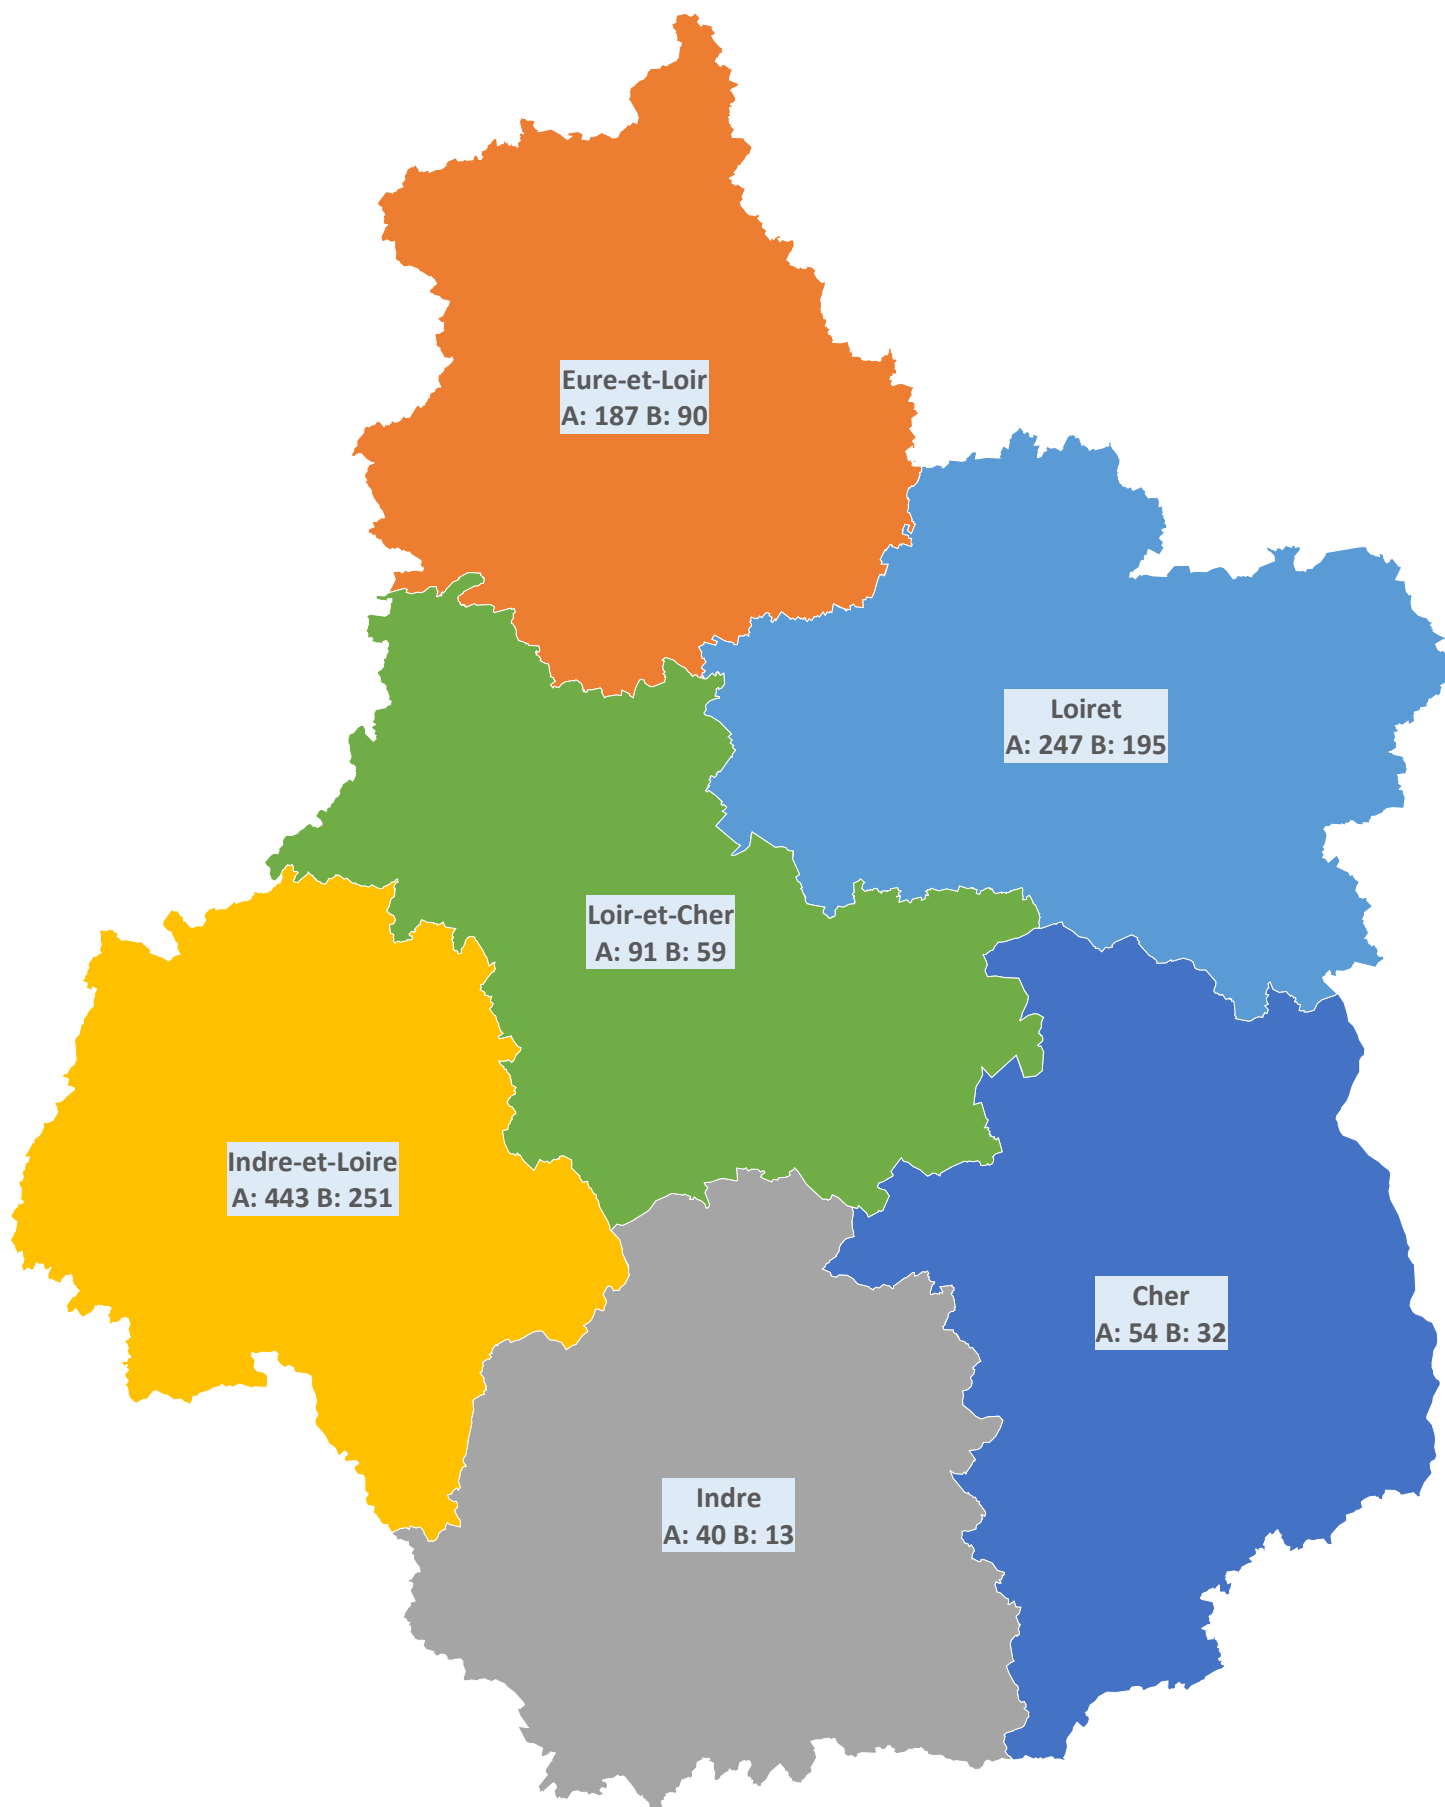 Eure-et-Loir
A: 187 B: 90
Loiret
A: 247 B: 195
Loir-et-Cher
A: 91 B: 59
Indre-et-Loire
A: 443 B: 251
Cher
A: 54 B: 32
Indre
A: 40 B: 13